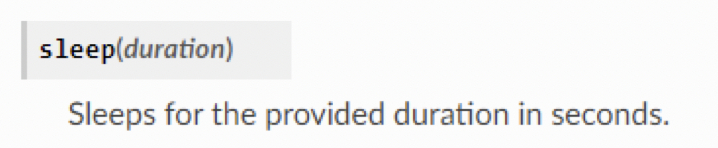 sleep(duration)
Sleeps for the provided duration in seconds.